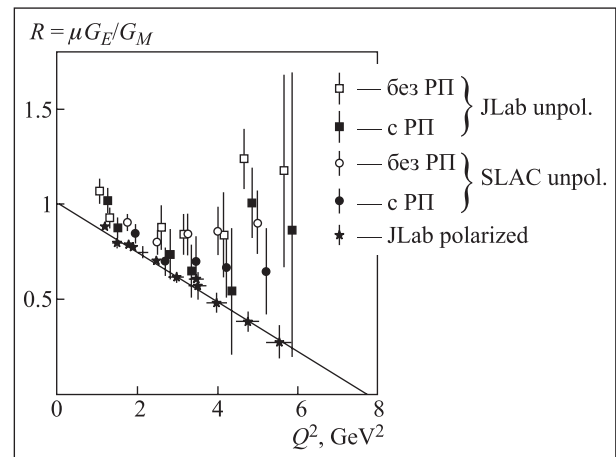 R = μG_E/G_M
1.5
1
0.5
0 2 4 6 8
Q², GeV²
— без РП
— с РП
JLab unpol.
— без РП
— с РП
SLAC unpol.
— JLab polarized